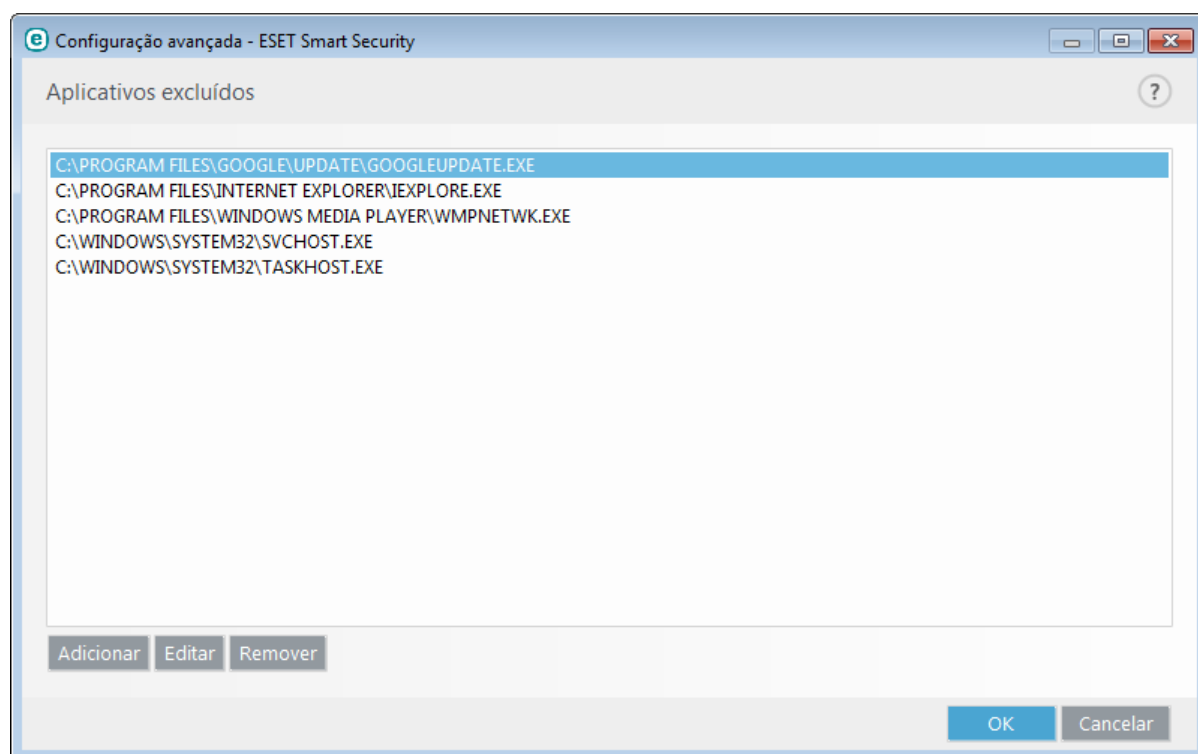 Configuração avançada - ESET Smart Security
Aplicativos excluídos
?
C:\PROGRAM FILES\GOOGLE\UPDATE\GOOGLEUPDATE.EXE
C:\PROGRAM FILES\INTERNET EXPLORER\IEXPLORE.EXE
C:\PROGRAM FILES\WINDOWS MEDIA PLAYER\WMPNETWK.EXE
C:\WINDOWS\SYSTEM32\SVCHOST.EXE
C:\WINDOWS\SYSTEM32\TASKHOST.EXE
Adicionar Editar Remover
OK Cancelar